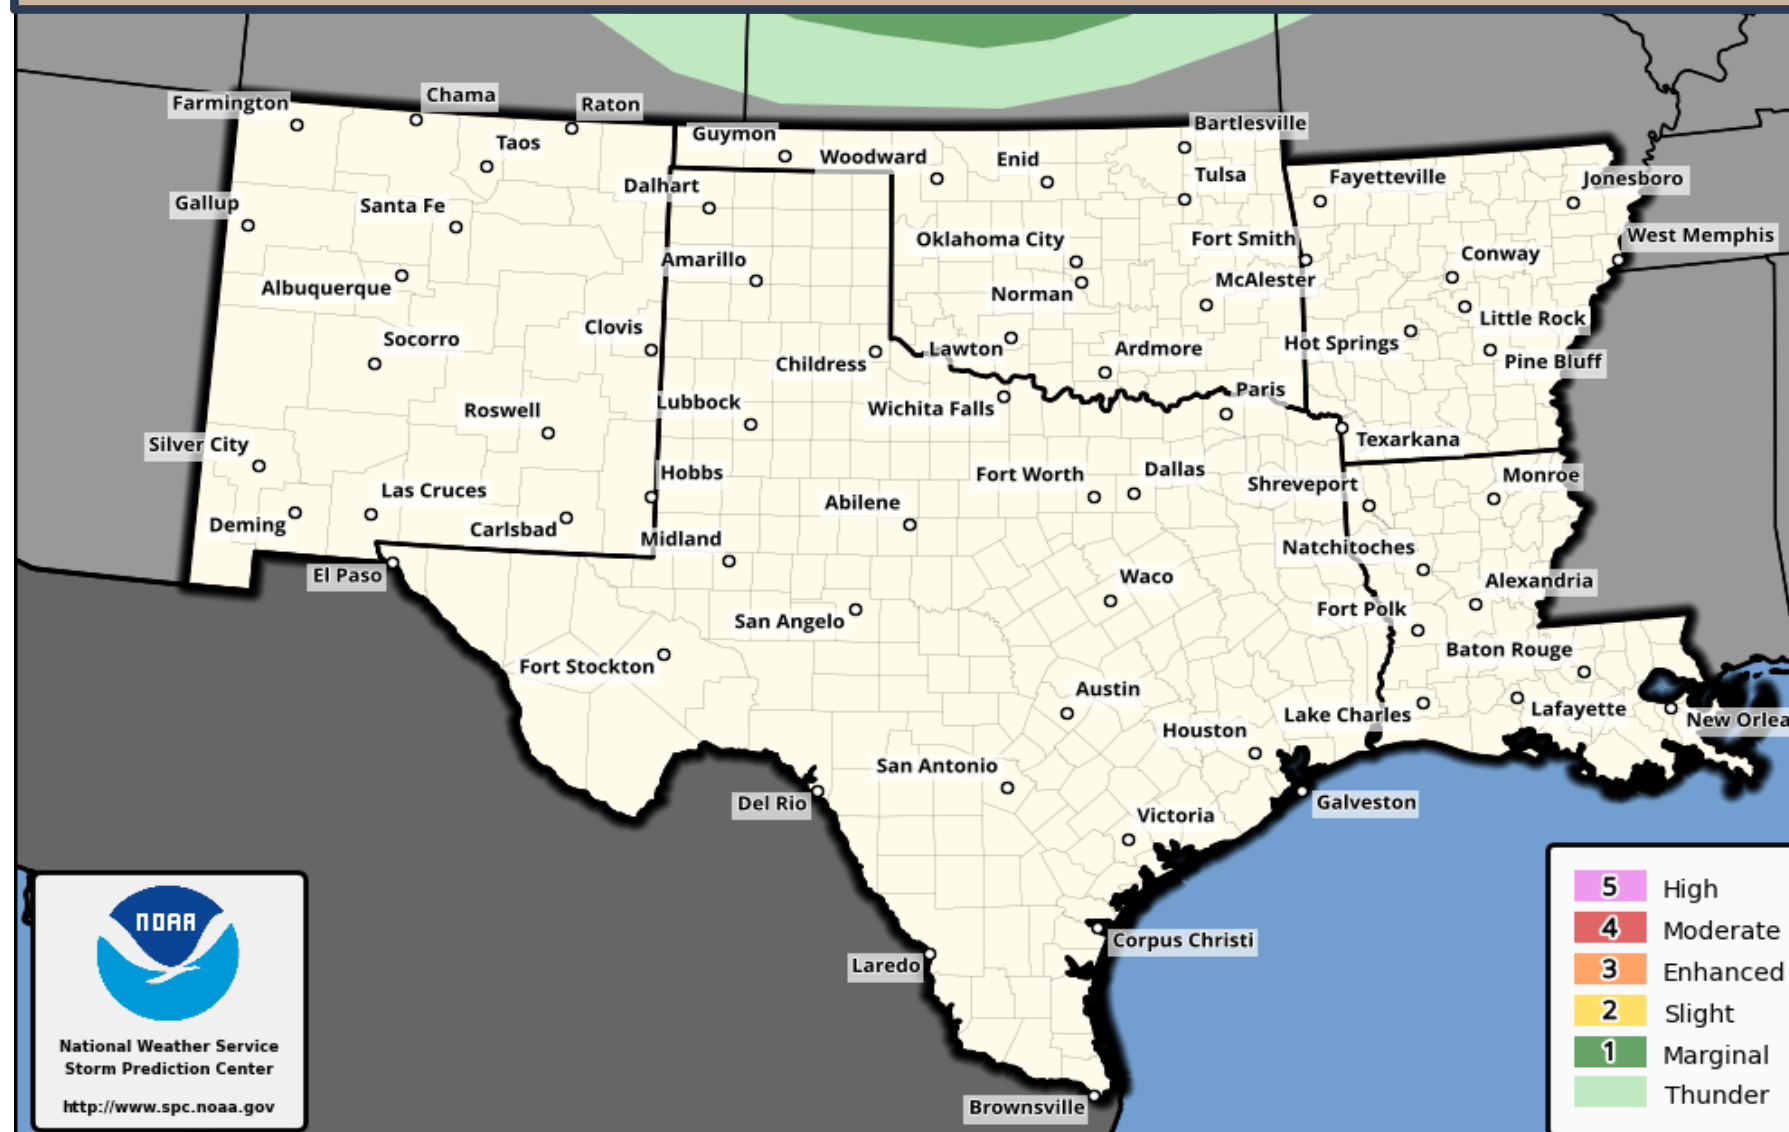 Farmington
Chama
Raton
Taos
Guymon
Woodward
Enid
Bartlesville
Tulsa
Fayetteville
Jonesboro
Gallup
Santa Fe
Dalhart
Oklahoma City
Fort Smith
Conway
West Memphis
Albuquerque
Amarillo
Norman
McAlester
Little Rock
Socorro
Clovis
Childress
Lawton
Ardmore
Hot Springs
Pine Bluff
Roswell
Lubbock
Wichita Falls
Paris
Texarkana
Silver City
Las Cruces
Hobbs
Abilene
Fort Worth
Dallas
Shreveport
Monroe
Deming
Carlsbad
Midland
Natchitoches
El Paso
Waco
Alexandria
San Angelo
Fort Polk
Fort Stockton
Baton Rouge
Austin
Houston
Lake Charles
Lafayette
New Orlea
San Antonio
Del Rio
Victoria
Galveston
Corpus Christi
Laredo
Brownsville
NOAA
National Weather Service
Storm Prediction Center
http://www.spc.noaa.gov
5 High
4 Moderate
3 Enhanced
2 Slight
1 Marginal
Thunder